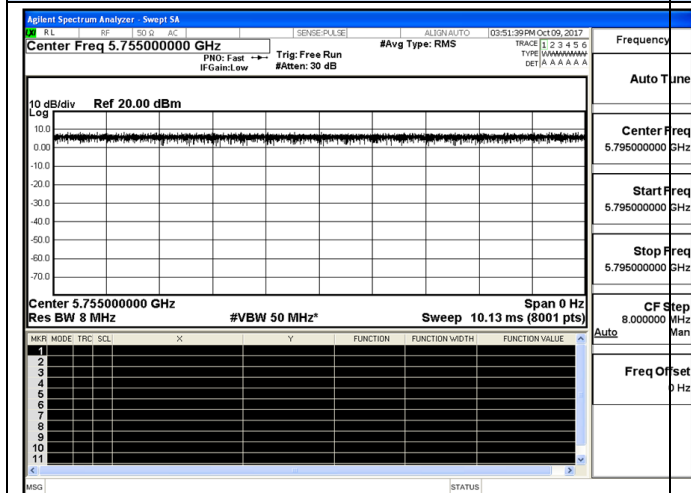 Agilent Spectrum Analyzer - Swept SA
RL RF 50 Ω AC SENSE:PULSE ALIGN AUTO 03:51:39 PM Oct 09, 2017
Center Freq 5.755000000 GHz #Avg Type: RMS TRACE 1 2 3 4 5 6
PNO: Fast Trig: Free Run TYPE WWWWWW
IFGain:Low #Atten: 30 dB DET A A A A A A
10 dB/div Ref 20.00 dBm
Log
10.0
0.00
-10.0
-20.0
-30.0
-40.0
-50.0
-60.0
-70.0
Center 5.755000000 GHz Span 0 Hz
Res BW 8 MHz #VBW 50 MHz* Sweep 10.13 ms (8001 pts)
MKR MODE TRC SCL X Y FUNCTION FUNCTION WIDTH FUNCTION VALUE
1
2
3
4
5
6
7
8
9
10
11
MSG STATUS
Frequency
Auto Tune
Center Freq
5.795000000 GHz
Start Freq
5.795000000 GHz
Stop Freq
5.795000000 GHz
CF Step
8.000000 MHz
Auto Man
Freq Offset
0 Hz